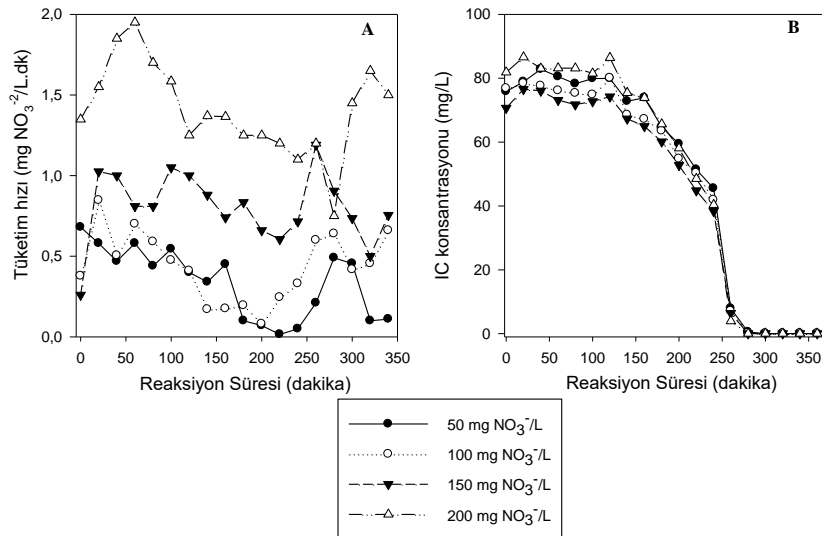 A
Tüketim hızı (mg NO₃⁻²/L.dk)
2,0
1,5
1,0
0,5
0,0
0 50 100 150 200 250 300 350
Reaksiyon Süresi (dakika)
B
IC konsantrasyonu (mg/L)
100
80
60
40
20
0
0 50 100 150 200 250 300 350
Reaksiyon Süresi (dakika)
50 mg NO₃⁻/L
100 mg NO₃⁻/L
150 mg NO₃⁻/L
200 mg NO₃⁻/L